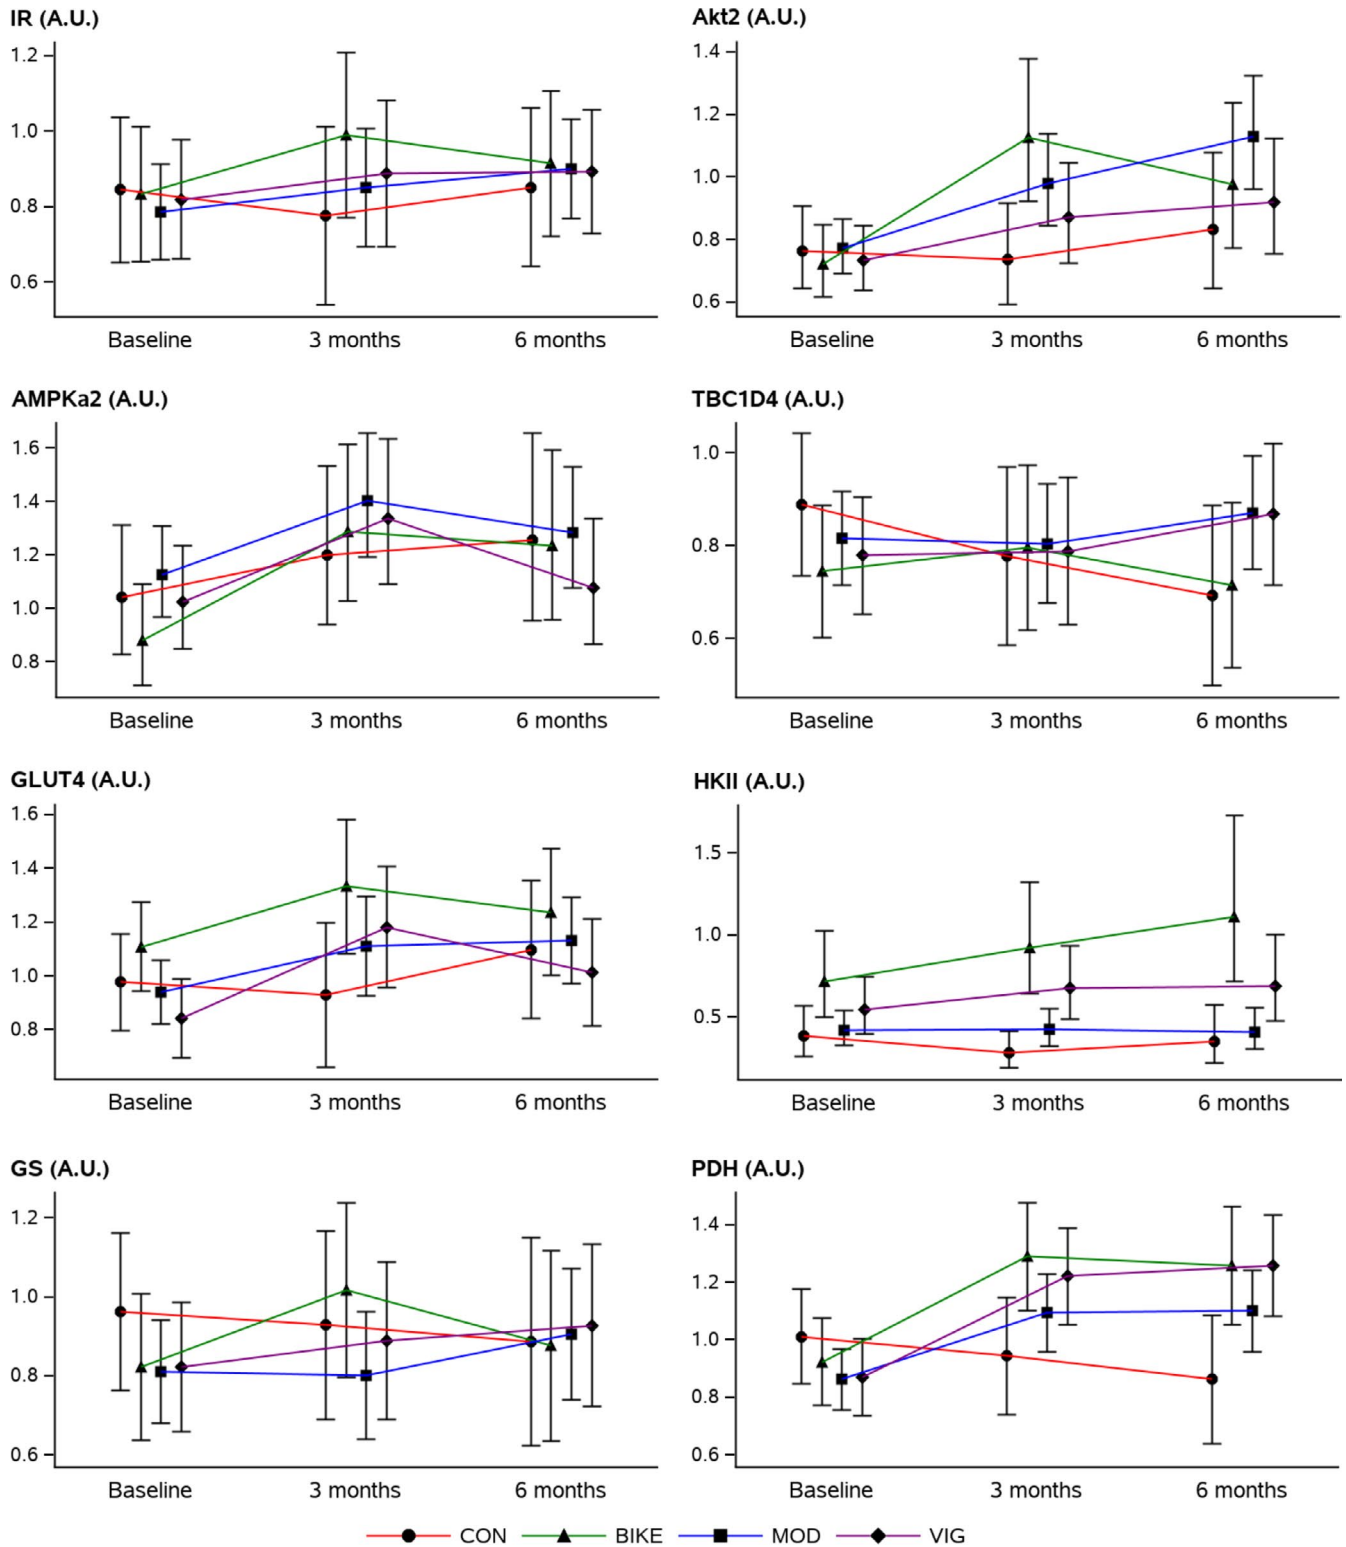 IR (A.U.)
1.2
1.0
0.8
0.6
Baseline 3 months 6 months
Akt2 (A.U.)
1.4
1.2
1.0
0.8
0.6
Baseline 3 months 6 months
AMPKa2 (A.U.)
1.6
1.4
1.2
1.0
0.8
Baseline 3 months 6 months
TBC1D4 (A.U.)
1.0
0.8
0.6
Baseline 3 months 6 months
GLUT4 (A.U.)
1.6
1.4
1.2
1.0
0.8
Baseline 3 months 6 months
HKII (A.U.)
1.5
1.0
0.5
Baseline 3 months 6 months
GS (A.U.)
1.2
1.0
0.8
0.6
Baseline 3 months 6 months
PDH (A.U.)
1.4
1.2
1.0
0.8
0.6
Baseline 3 months 6 months
CON BIKE MOD VIG